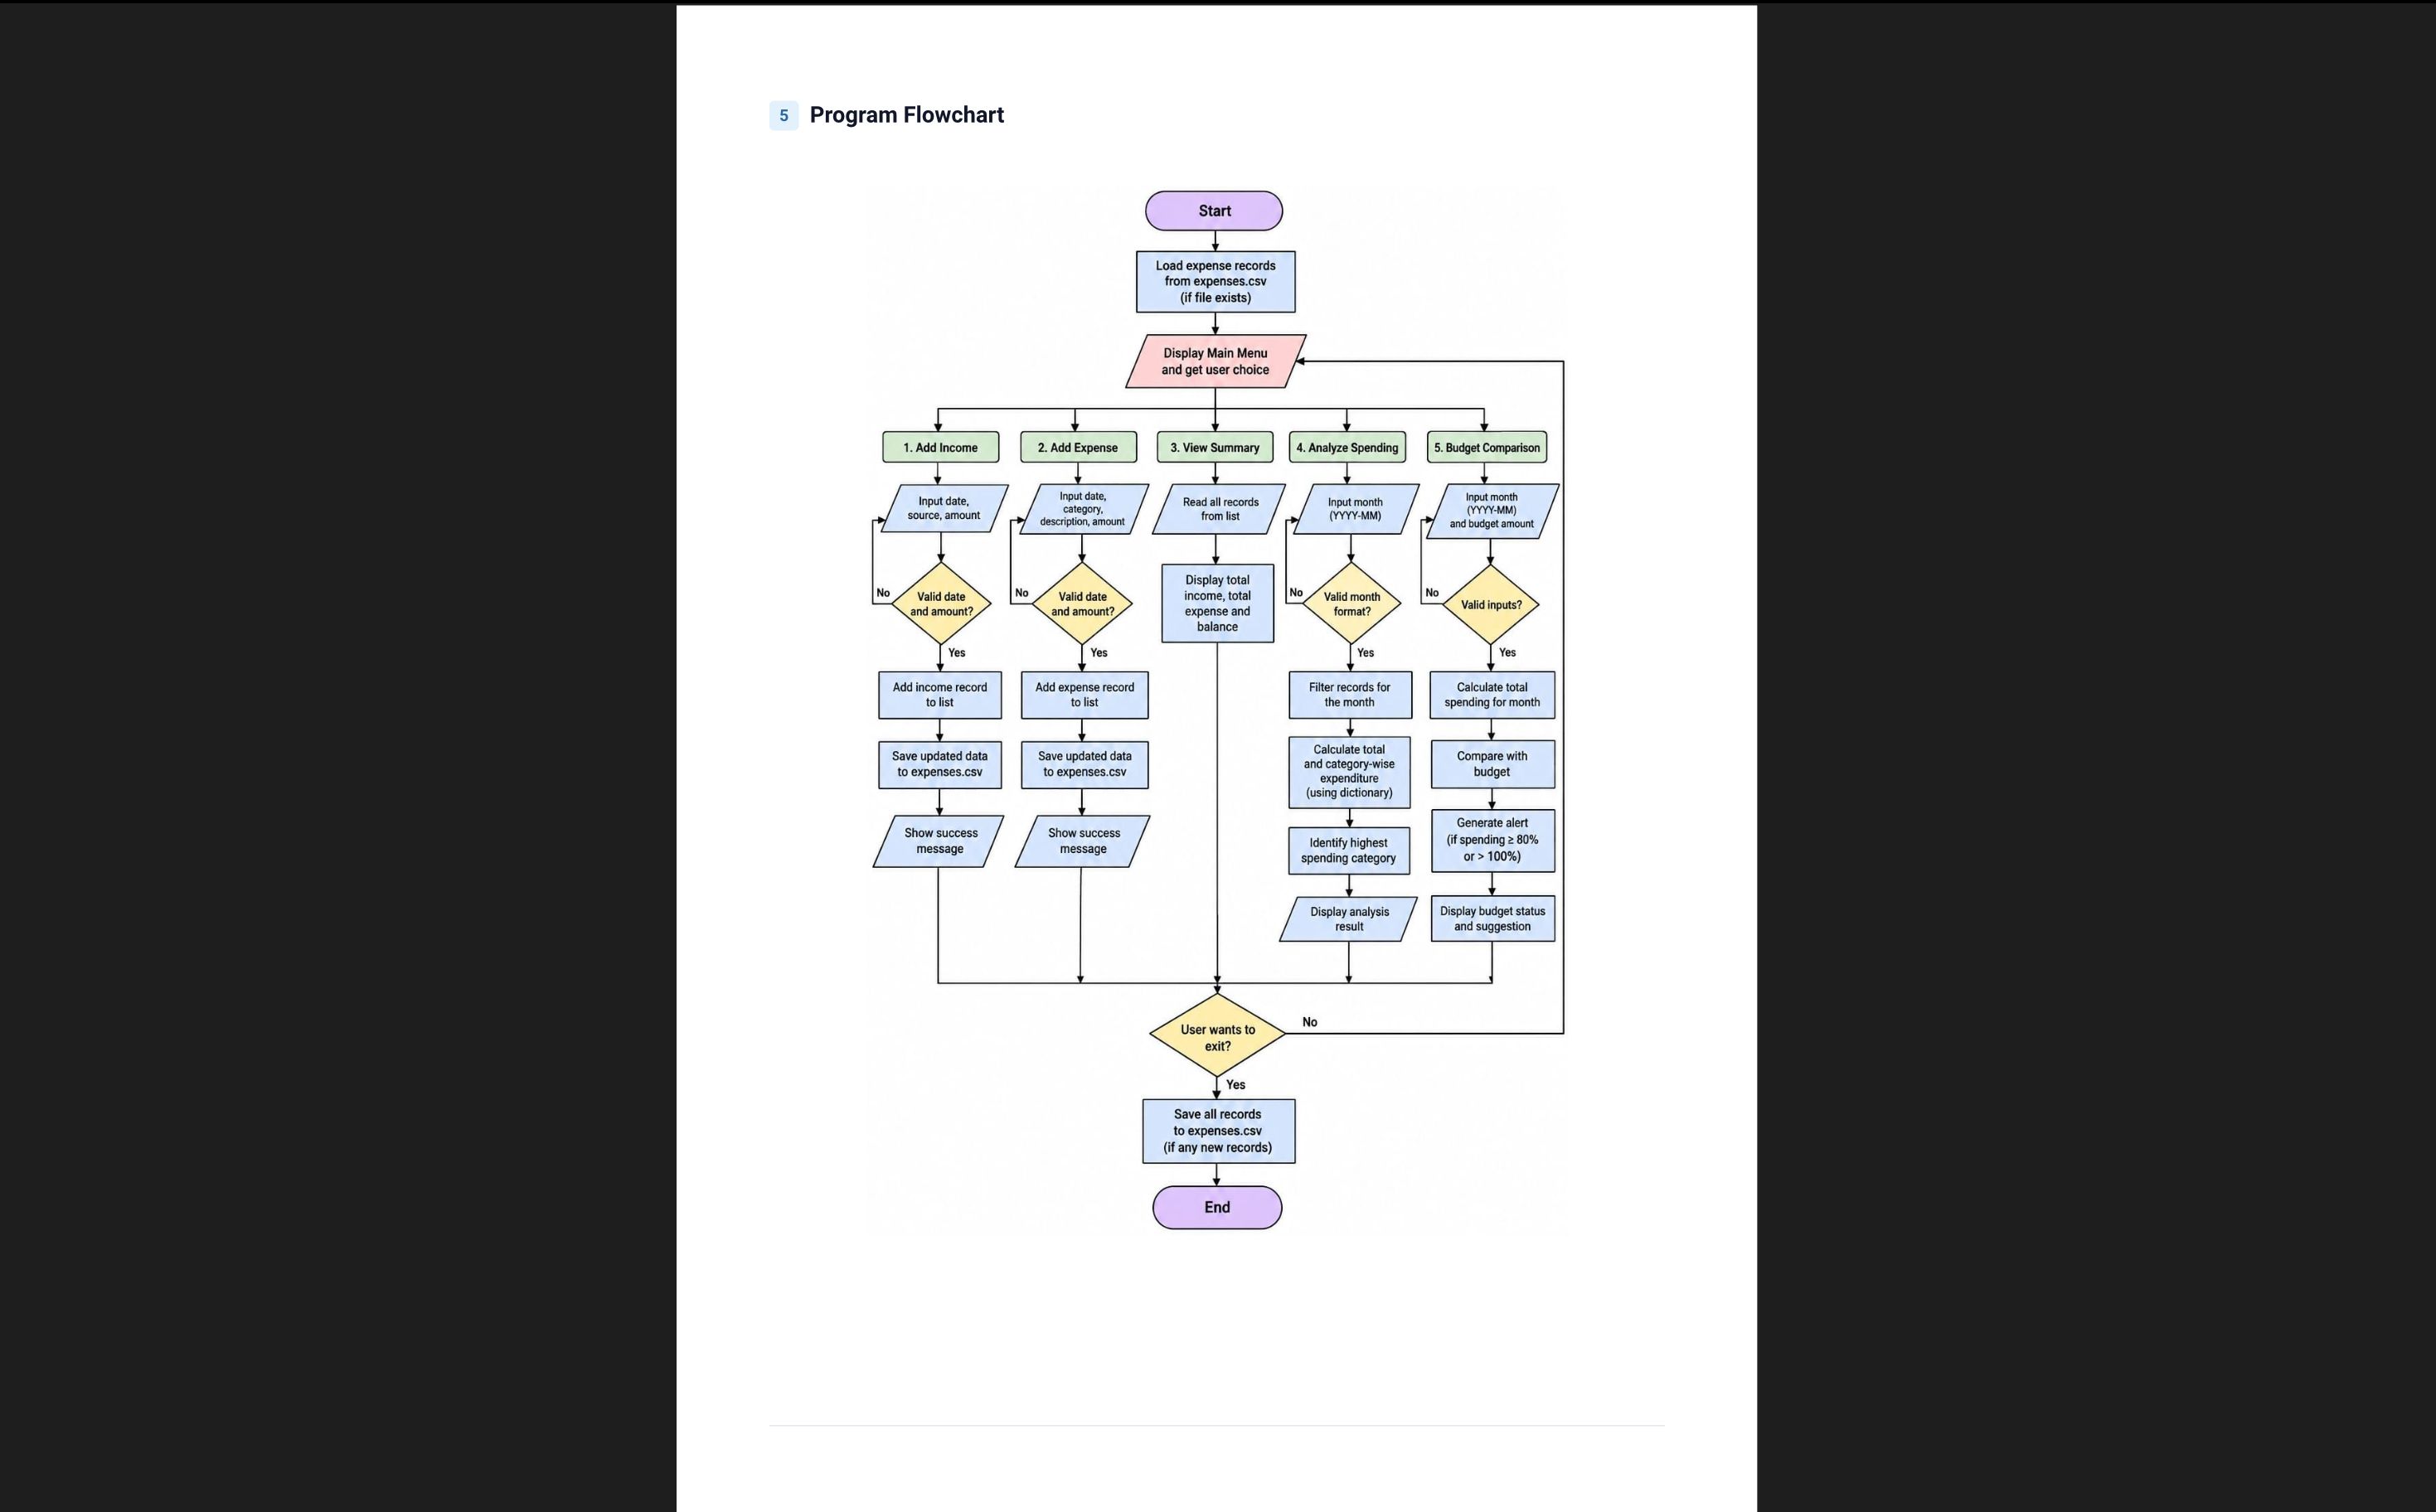 5 Program Flowchart
Start
Load expense records
from expenses.csv
(if file exists)
Display Main Menu
and get user choice
1. Add Income
2. Add Expense
3. View Summary
4. Analyze Spending
5. Budget Comparison
Input date,
source, amount
No
Valid date
and amount?
Yes
Add income record
to list
Save updated data
to expenses.csv
Show success
message
Input date,
category,
description, amount
No
Valid date
and amount?
Yes
Add expense record
to list
Save updated data
to expenses.csv
Show success
message
Read all records
from list
Display total
income, total
expense and
balance
Input month
(YYYY-MM)
No
Valid month
format?
Yes
Filter records for
the month
Calculate total
and category-wise
expenditure
(using dictionary)
Identify highest
spending category
Display analysis
result
Input month
(YYYY-MM)
and budget amount
No
Valid inputs?
Yes
Calculate total
spending for month
Compare with
budget
Generate alert
(if spending ≥ 80%
or > 100%)
Display budget status
and suggestion
User wants to
exit?
No
Yes
Save all records
to expenses.csv
(if any new records)
End